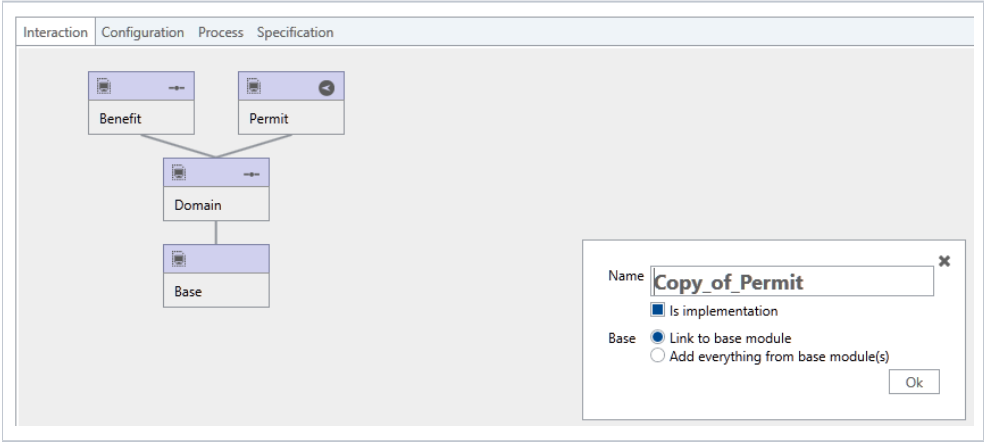 Interaction Configuration Process Specification
Benefit Permit
Domain
Base
Name Copy_of_Permit
Is implementation
Base Link to base module
Add everything from base module(s)
Ok